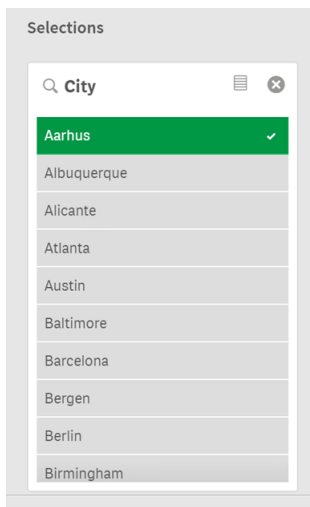 Selections
City
Aarhus
Albuquerque
Alicante
Atlanta
Austin
Baltimore
Barcelona
Bergen
Berlin
Birmingham